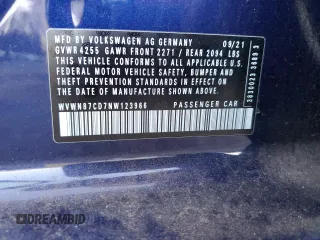 MFD BY VOLKSWAGEN AG GERMANY 09/21
GVWR 4255 GAWR FRONT 2271 / REAR 2094 LBS
THIS VEHICLE CONFORMS TO ALL APPLICABLE
FEDERAL MOTOR VEHICLE SAFETY, BUMPER, AND
THEFT PREVENTION STANDARDS IN EFFECT ON THE
DATE OF MANUFACTURE SHOWN ABOVE
WVWN87CD7NW123966 PASSENGER CAR
DREAMBID